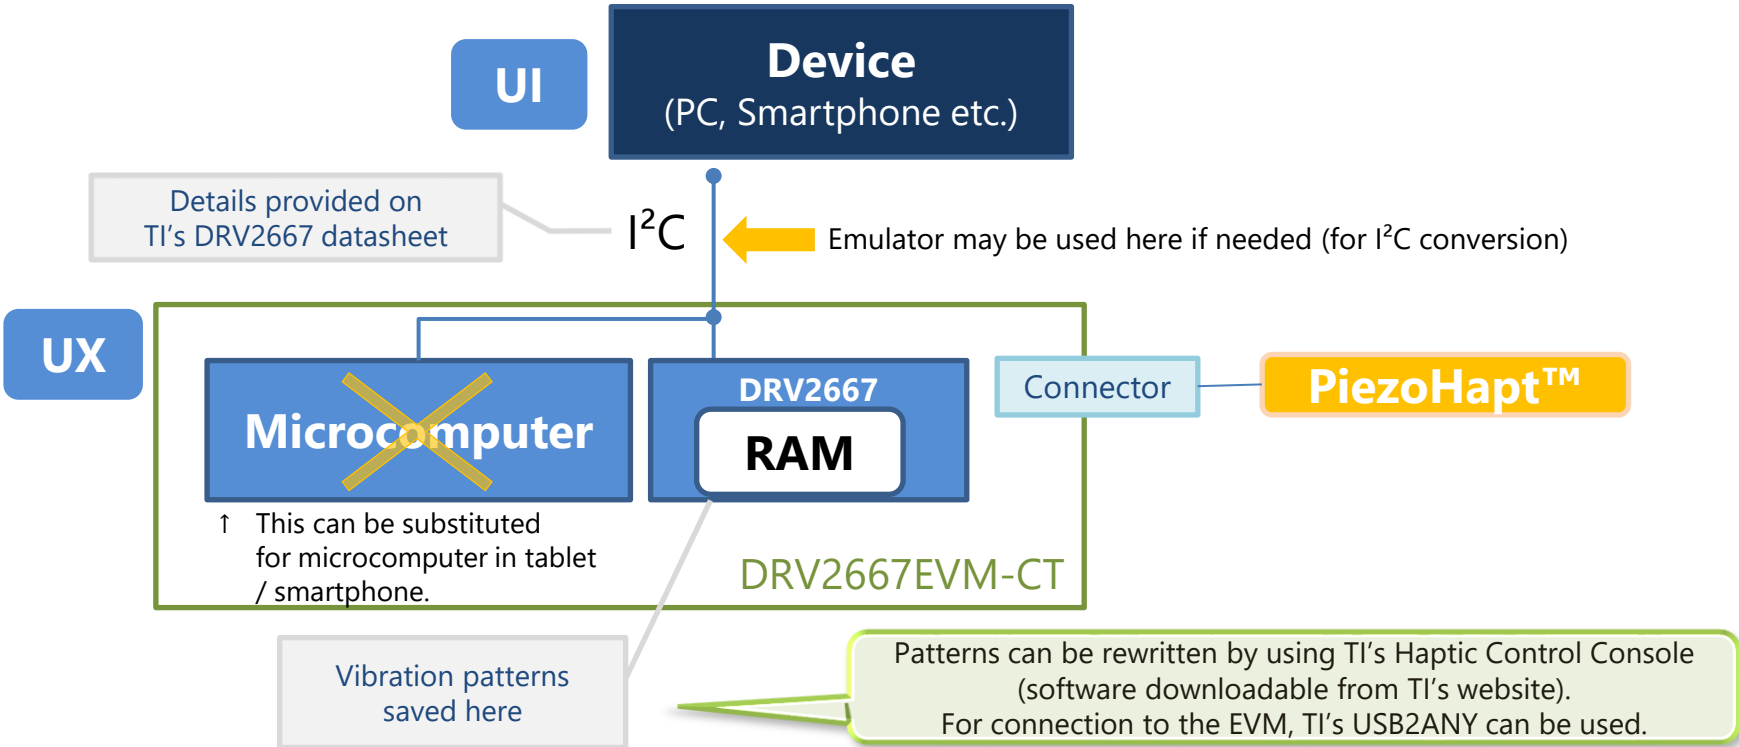 UI
Device
(PC, Smartphone etc.)
Details provided on
TI's DRV2667 datasheet
I²C
Emulator may be used here if needed (for I²C conversion)
UX
Microcomputer
DRV2667
RAM
Connector
PiezoHapt™
↑ This can be substituted
for microcomputer in tablet
/ smartphone.
DRV2667EVM-CT
Vibration patterns
saved here
Patterns can be rewritten by using TI's Haptic Control Console
(software downloadable from TI's website).
For connection to the EVM, TI's USB2ANY can be used.